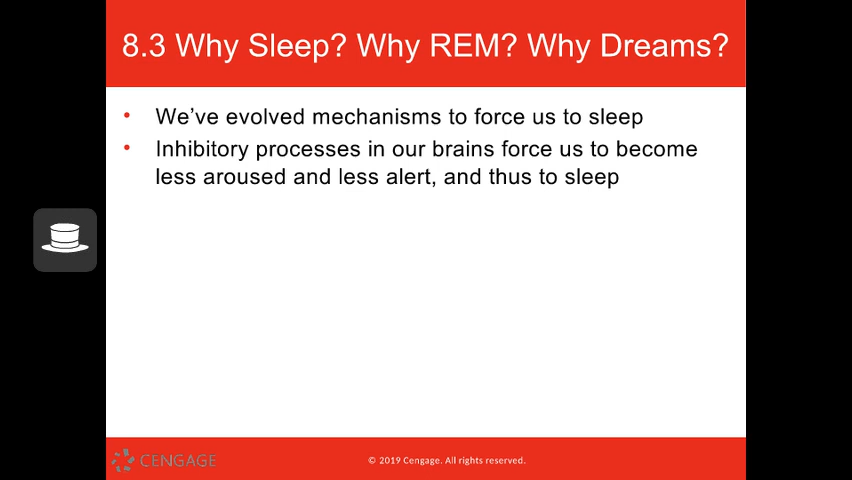 8.3 Why Sleep? Why REM? Why Dreams?
• We’ve evolved mechanisms to force us to sleep
• Inhibitory processes in our brains force us to become
less aroused and less alert, and thus to sleep
CENGAGE
© 2019 Cengage. All rights reserved.